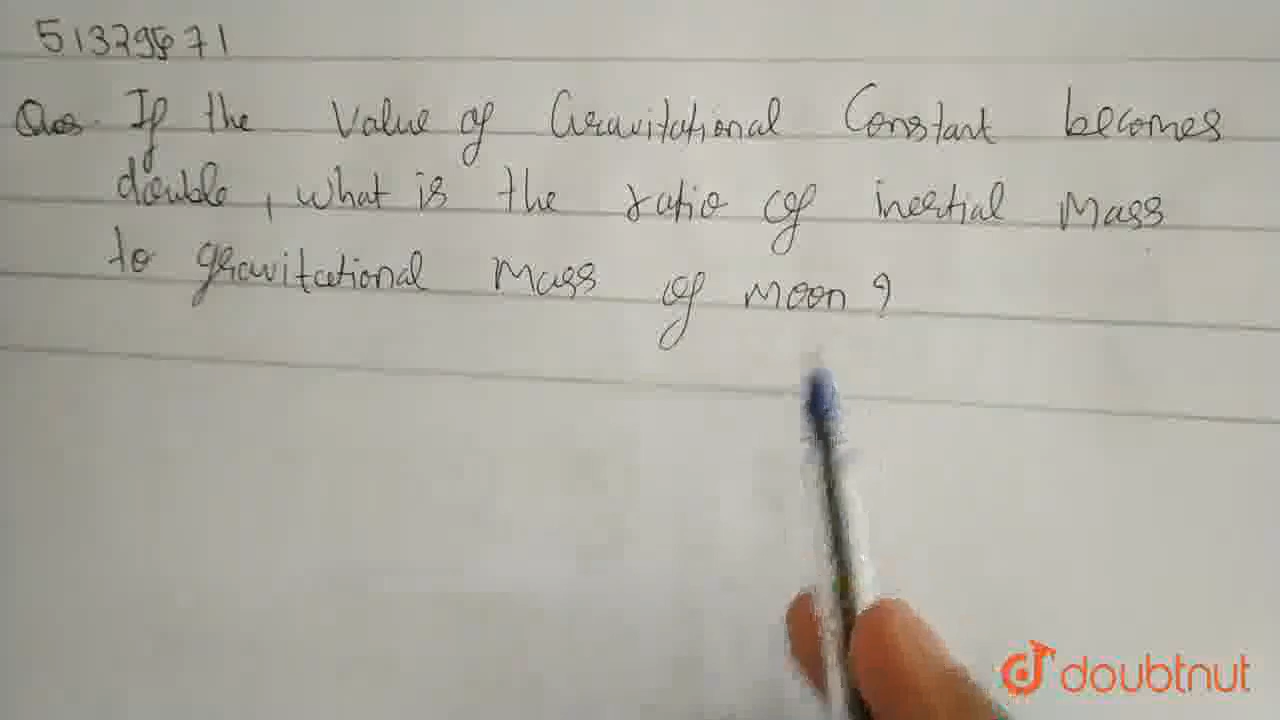 51379571
Ques. If the Value of Gravitational Constant becomes
double, what is the ratio of inertial Mass
to gravitational Mass of moon?
doubtnut